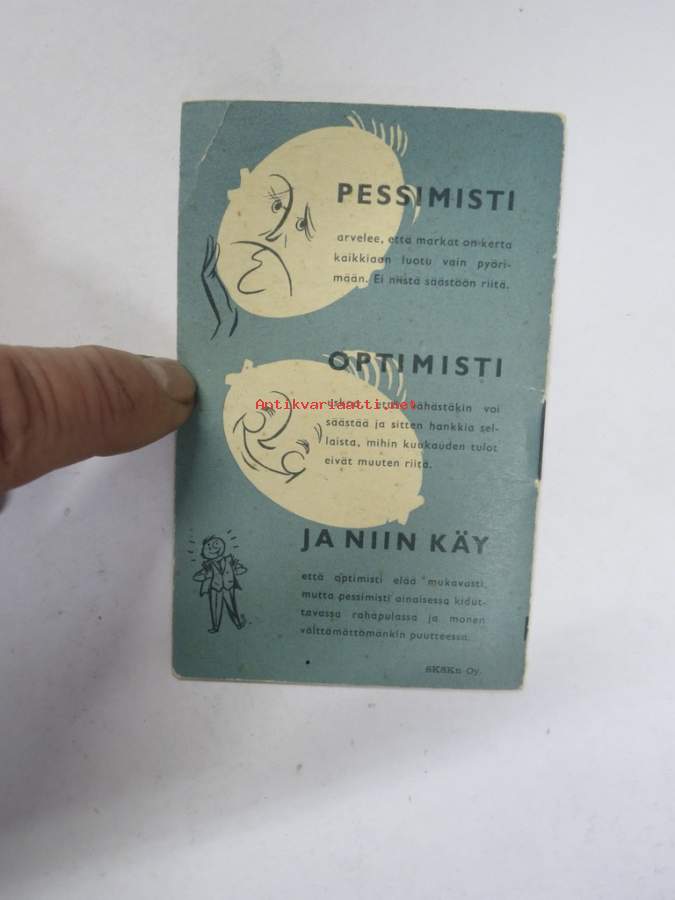 PESSIMISTI
arvelee, että markat on kerta
kaikkiaan luotu vain pyöri-
mään. Ei niistä säästöön riitä.
OPTIMISTI
Antikvariaatti.net
että vähästäkin voi
säästää ja sitten hankkia sel-
laista, mihin kuukauden tulot
eivät muuten riitä.
JA NIIN KÄY
että optimisti elää mukavasti,
mutta pessimisti ainaisessa kidut-
tavassa rahapulassa ja monen
välttämättömänkin puutteessa.
SKSKn Oy.